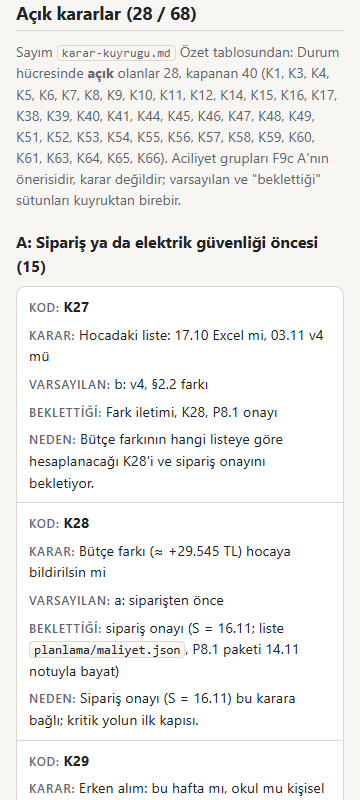 Açık kararlar (28 / 68)
Sayım karar-kuyrugu.md Özet tablosundan: Durum
hücresinde açık olanlar 28, kapanan 40 (K1, K3, K4,
K5, K6, K7, K8, K9, K10, K11, K12, K14, K15, K16, K17,
K38, K39, K40, K41, K44, K45, K46, K47, K48, K49,
K51, K52, K53, K54, K55, K56, K57, K58, K59, K60,
K61, K63, K64, K65, K66). Aciliyet grupları F9c A'nın
önerisidir, karar değildir; varsayılan ve "beklettiği"
sütunları kuyruktan birebir.
A: Sipariş ya da elektrik güvenliği öncesi
(15)
KOD: K27
KARAR: Hocadaki liste: 17.10 Excel mi, 03.11 v4
mü
VARSAYILAN: b: v4, §2.2 farkı
BEKLETTİĞİ: Fark iletimi, K28, P8.1 onayı
NEDEN: Bütçe farkının hangi listeye göre
hesaplanacağı K28'i ve sipariş onayını
bekletiyor.
KOD: K28
KARAR: Bütçe farkı (≈ +29.545 TL) hocaya
bildirilsin mi
VARSAYILAN: a: siparişten önce
BEKLETTİĞİ: sipariş onayı (S = 16.11; liste
planlama/maliyet.json, P8.1 paketi 14.11
notuyla bayat)
NEDEN: Sipariş onayı (S = 16.11) bu karara
bağlı; kritik yolun ilk kapısı.
KOD: K29
KARAR: Erken alım: bu hafta mı, okul mu kişisel